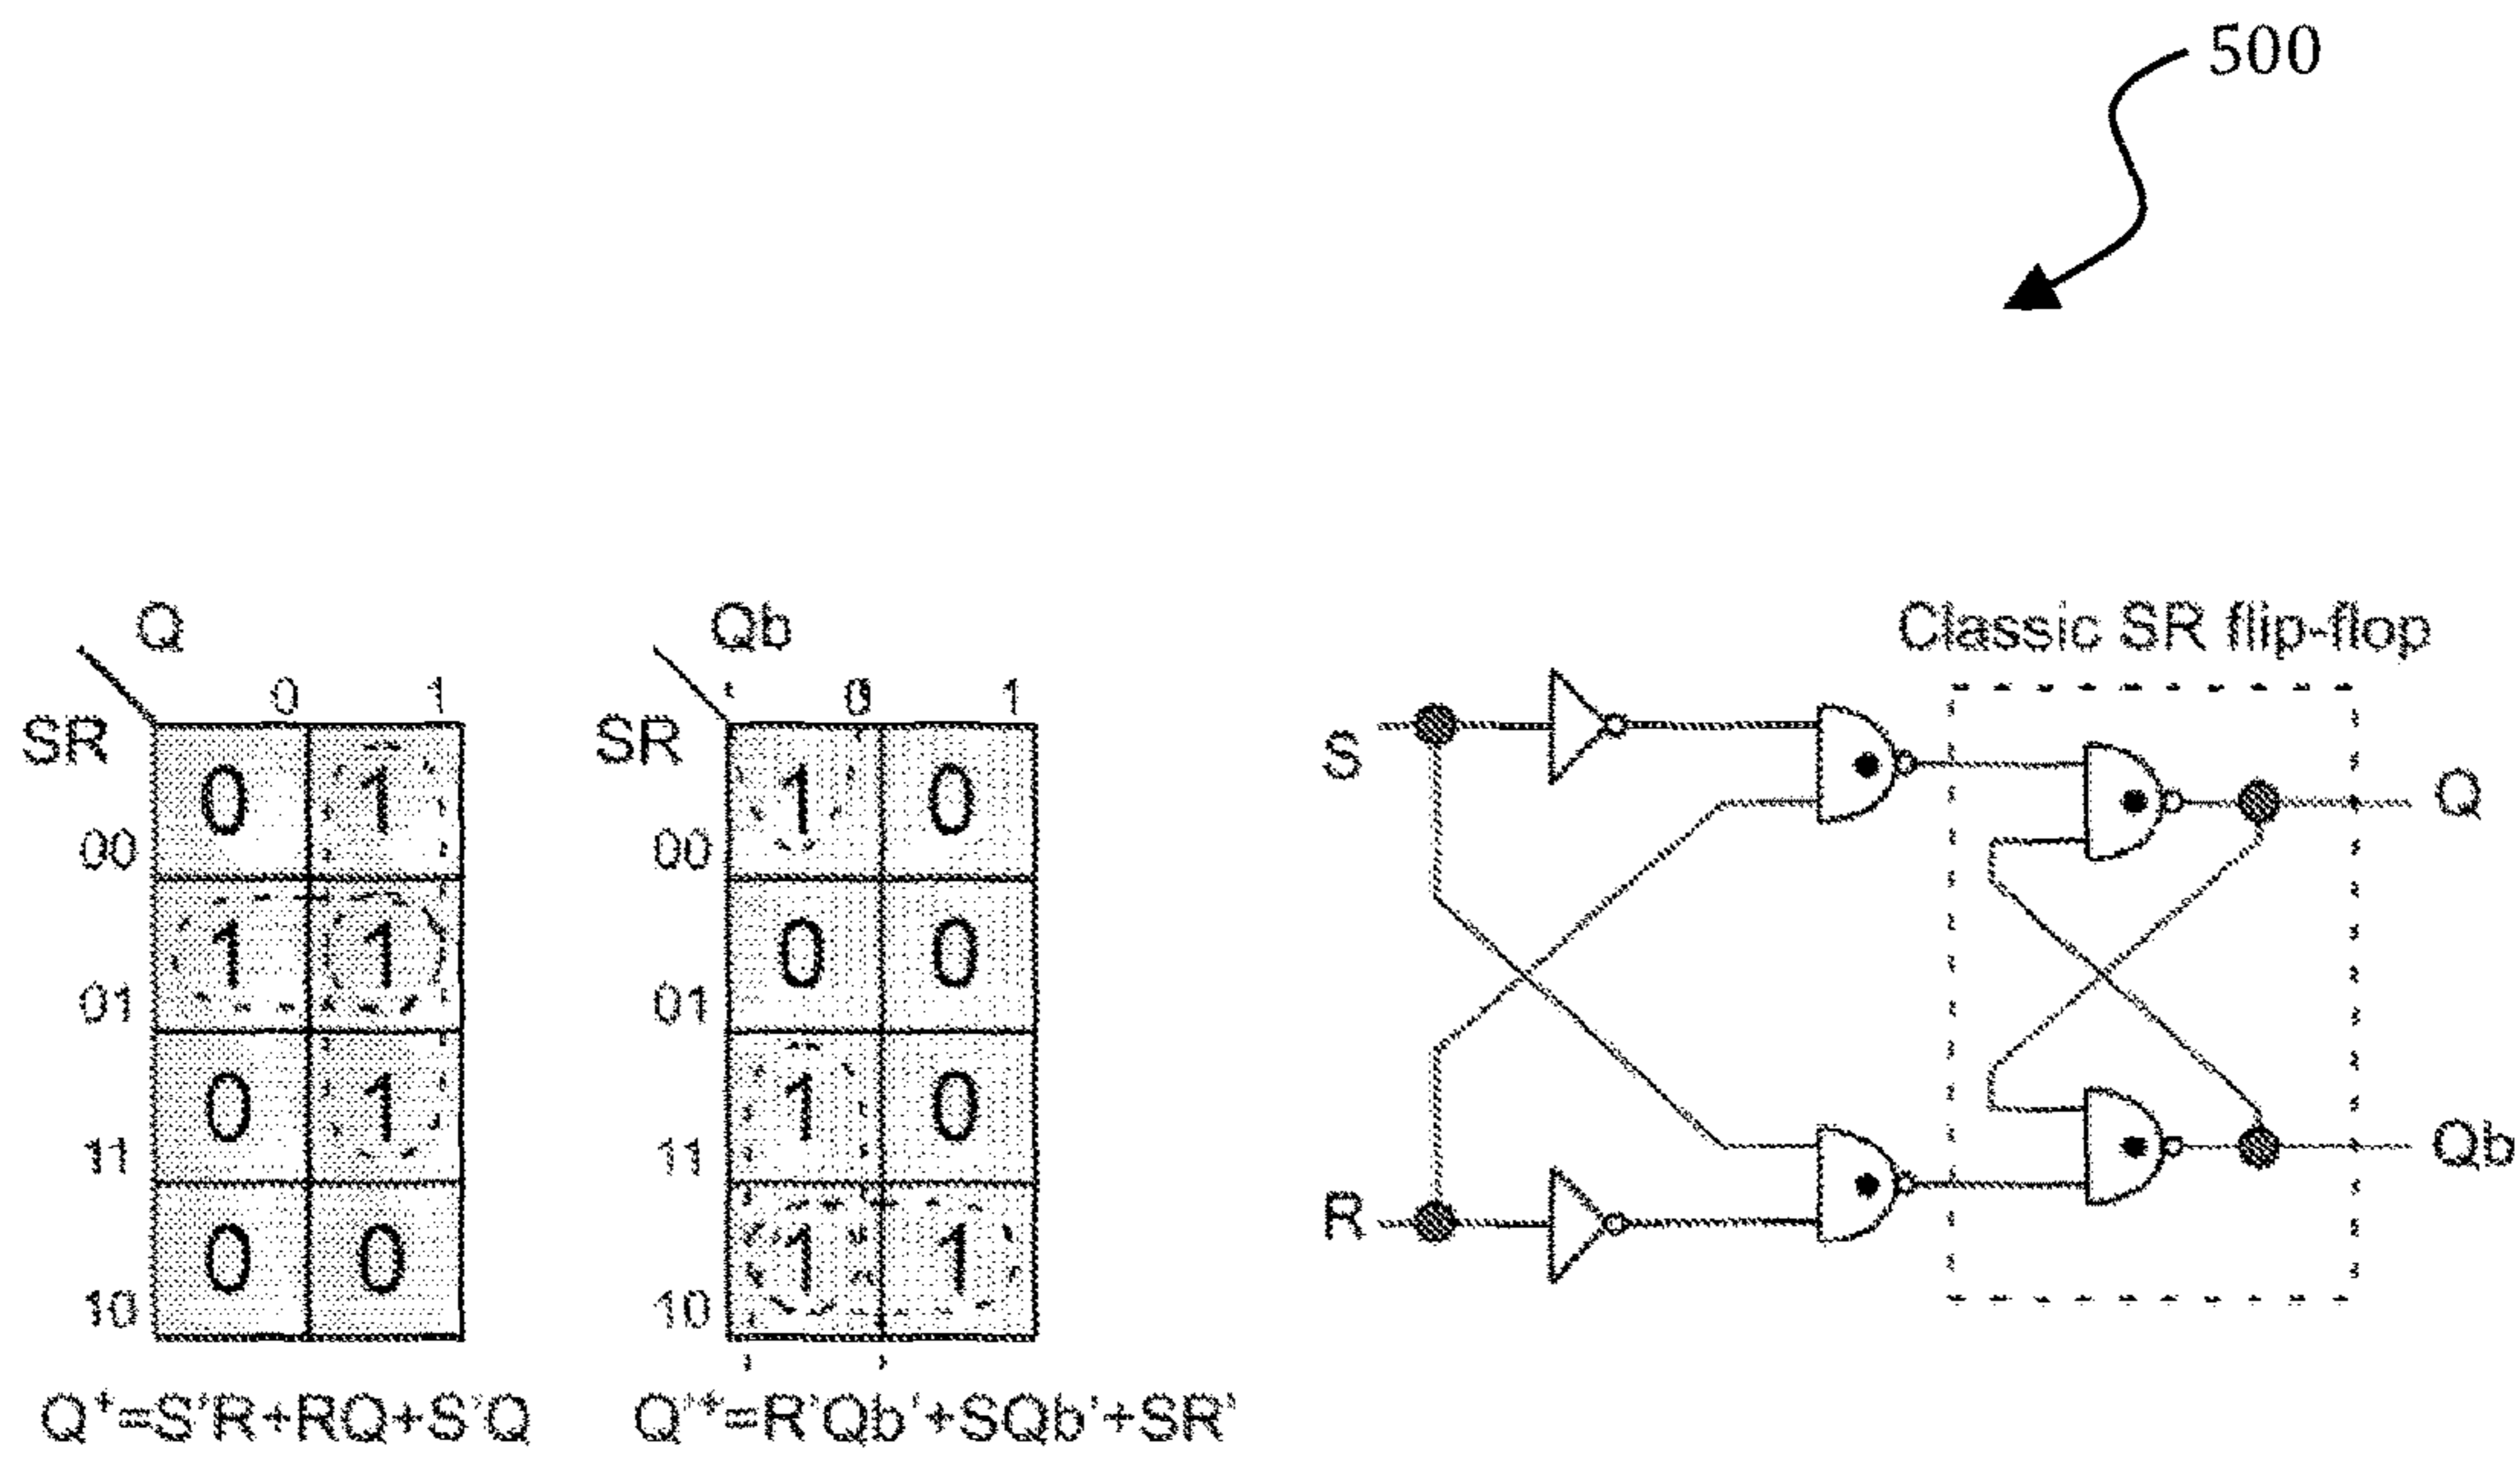 500
Q
0 1
SR
00 0 1
01 1 1
11 0 1
10 0 0
Q⁺=S'R+RQ+S'Q
Qb
0 1
SR
00 1 0
01 0 0
11 1 0
10 1 1
Q'⁺=R'Qb'+SQb'+SR'
Classic SR flip-flop
S
R
Q
Qb